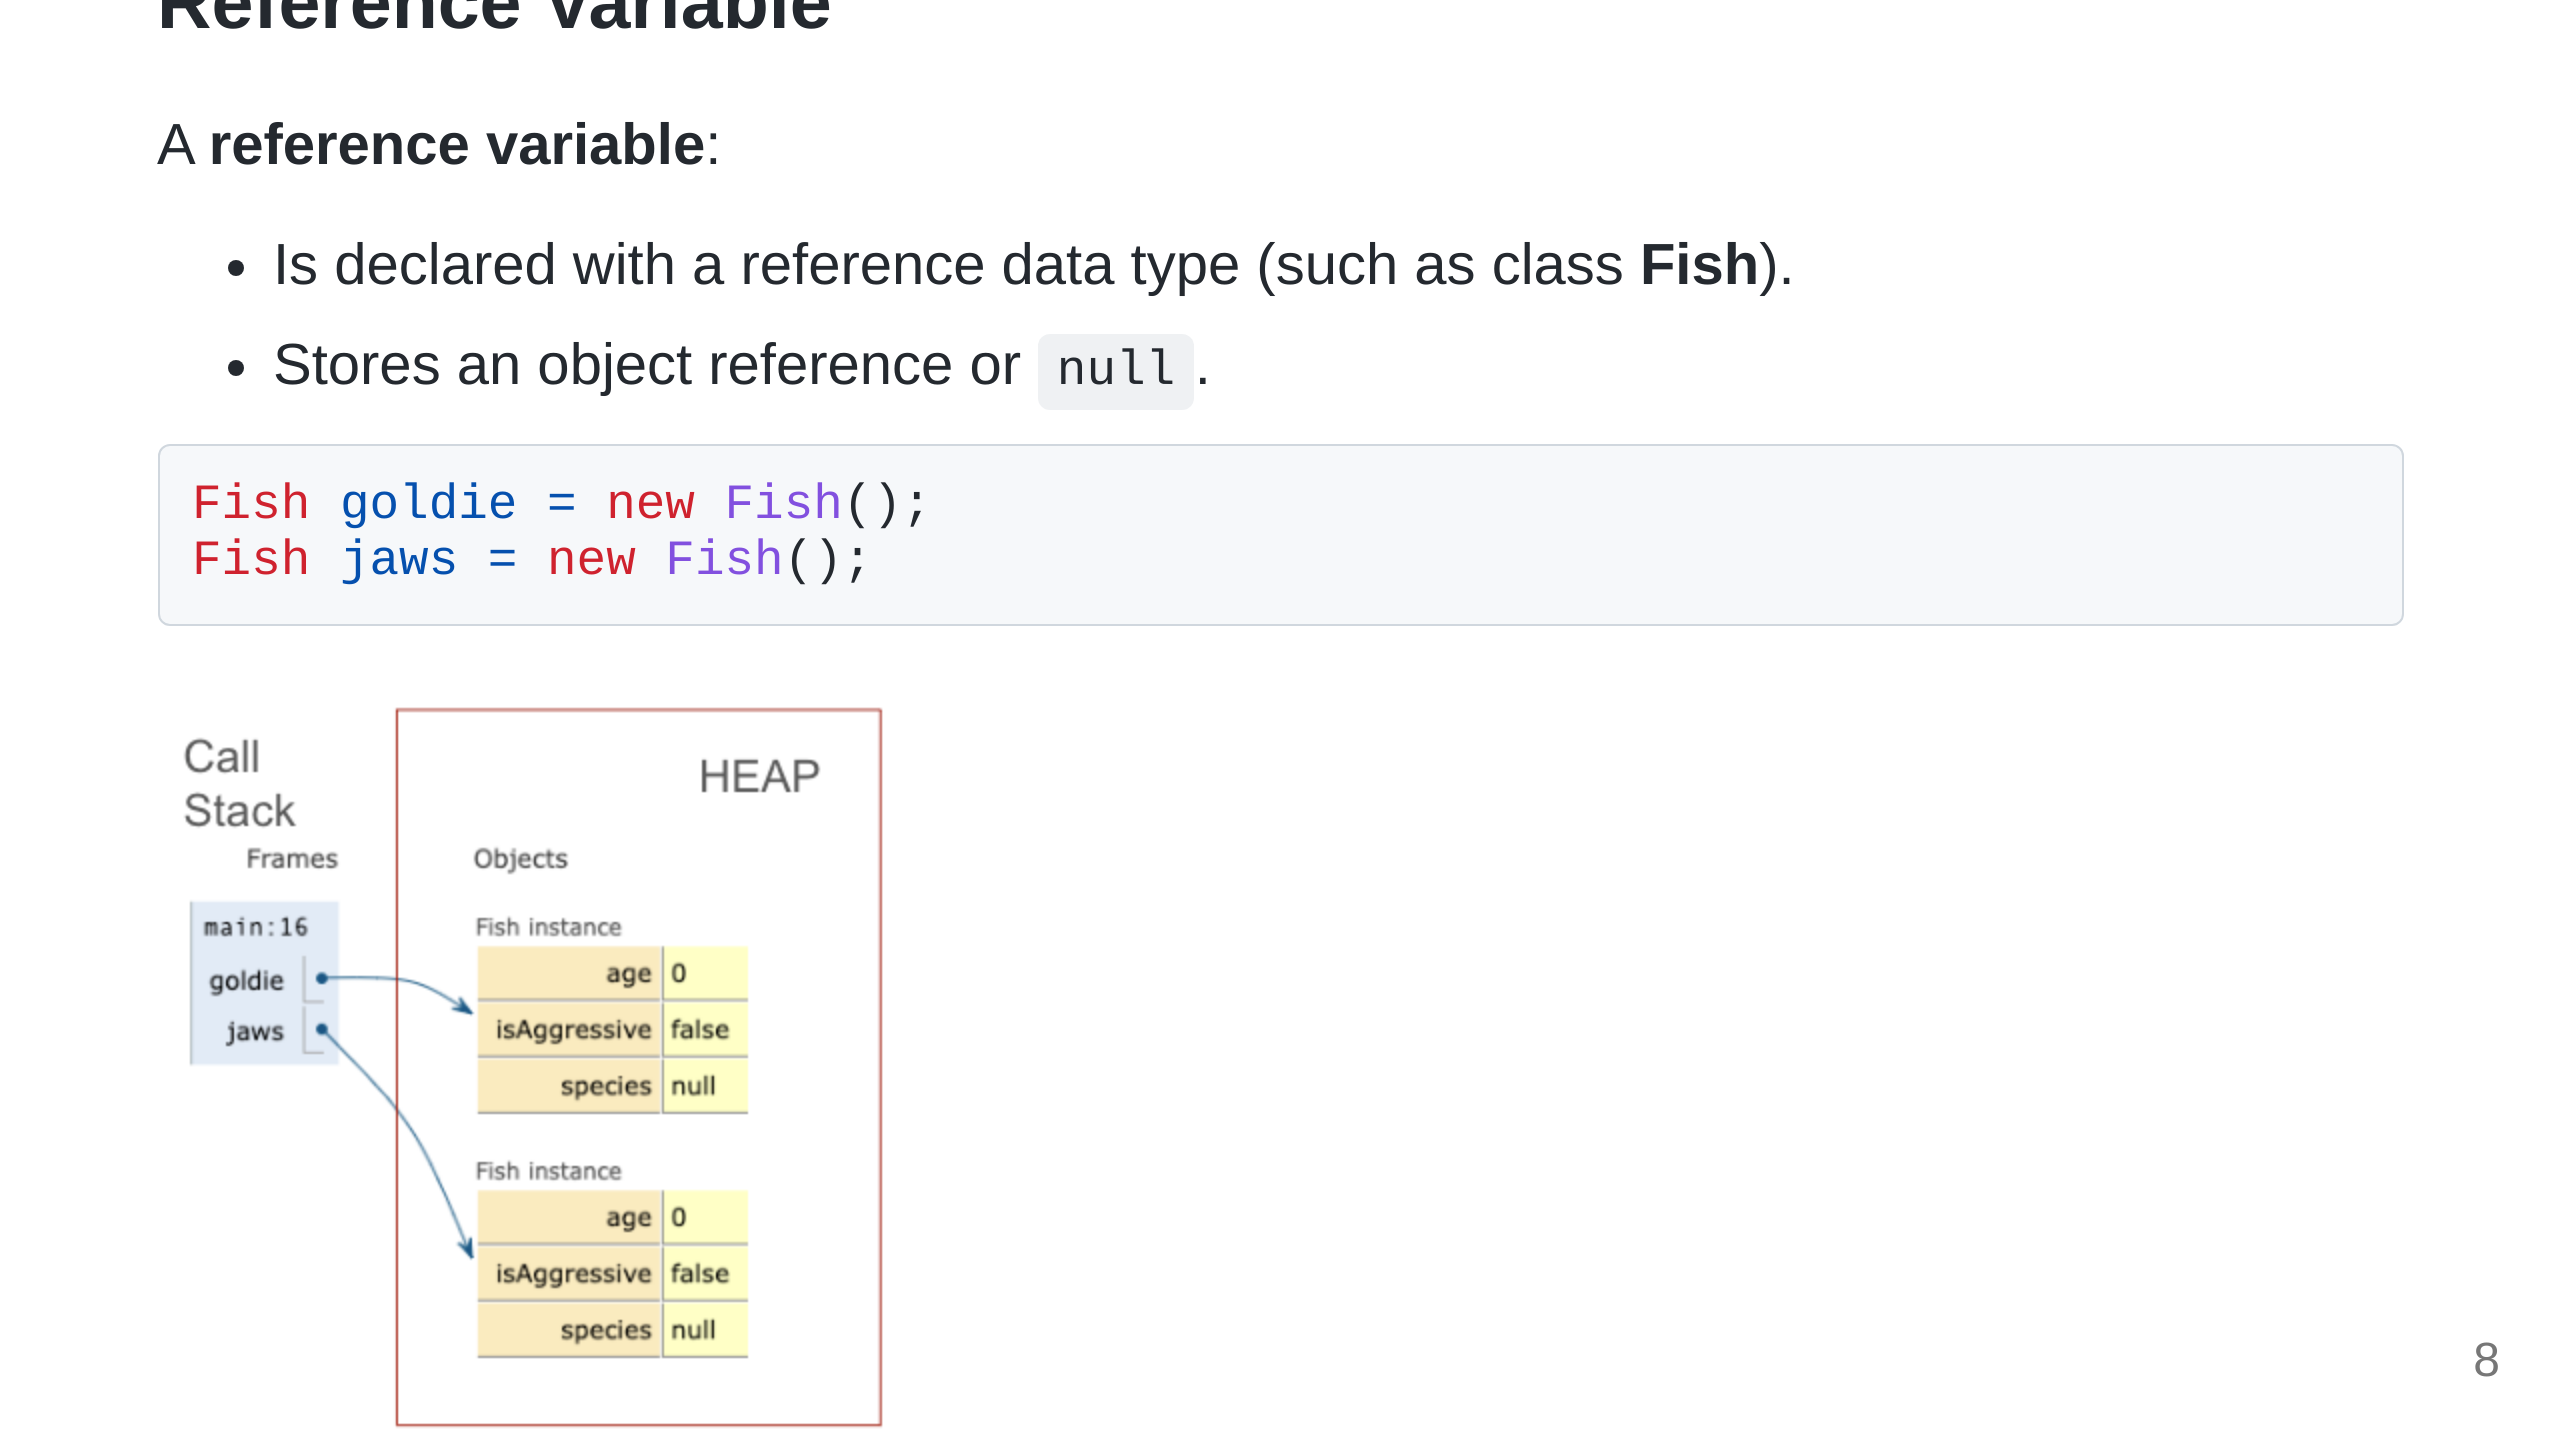 Reference Variable
A reference variable:
• Is declared with a reference data type (such as class Fish).
• Stores an object reference or null.
Fish goldie = new Fish();
Fish jaws = new Fish();
Call
Stack
HEAP
Frames
Objects
main:16
goldie
jaws
Fish instance
age 0
isAggressive false
species null
Fish instance
age 0
isAggressive false
species null
8